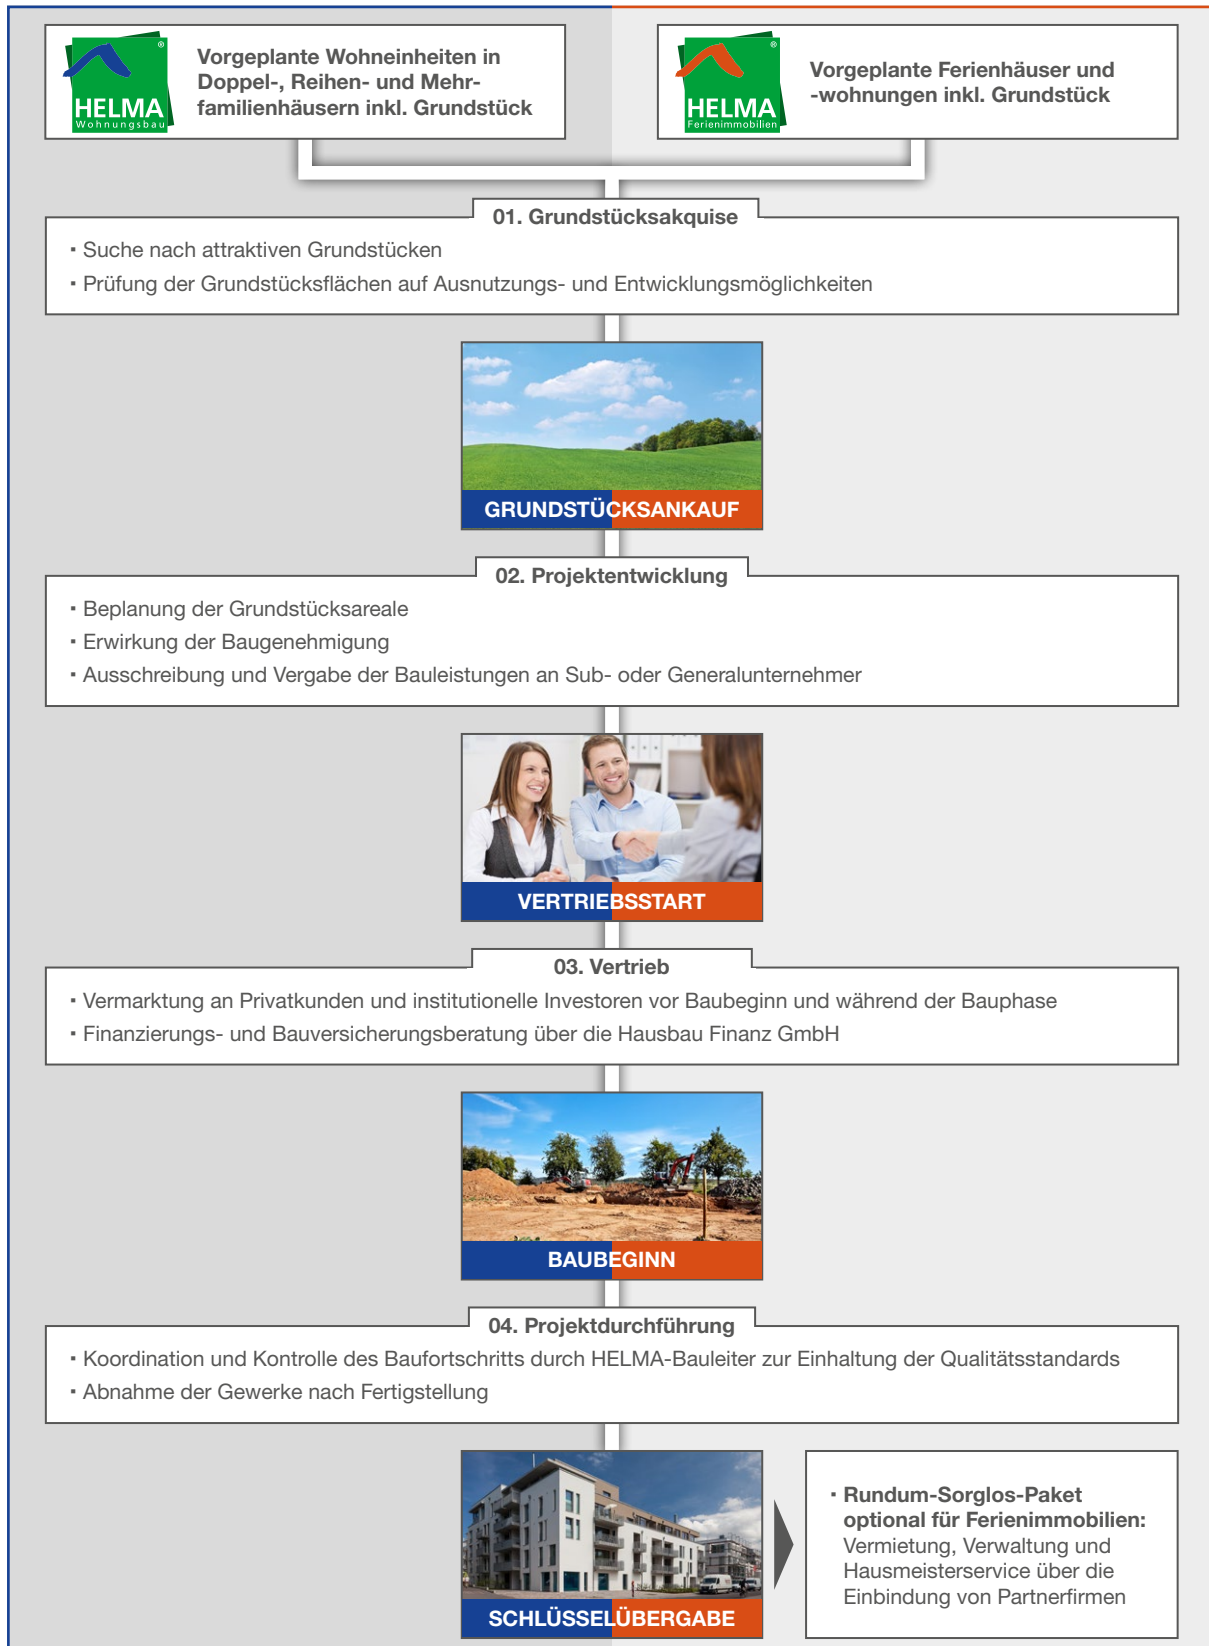 HELMA
Wohnungsbau
®
Vorgeplante Wohneinheiten in
Doppel-, Reihen- und Mehr-
familienhäusern inkl. Grundstück
HELMA
Ferienimmobilien
®
Vorgeplante Ferienhäuser und
-wohnungen inkl. Grundstück
01. Grundstücksakquise
▪ Suche nach attraktiven Grundstücken
▪ Prüfung der Grundstücksflächen auf Ausnutzungs- und Entwicklungsmöglichkeiten
GRUNDSTÜCKSANKAUF
02. Projektentwicklung
▪ Beplanung der Grundstücksareale
▪ Erwirkung der Baugenehmigung
▪ Ausschreibung und Vergabe der Bauleistungen an Sub- oder Generalunternehmer
VERTRIEBSSTART
03. Vertrieb
▪ Vermarktung an Privatkunden und institutionelle Investoren vor Baubeginn und während der Bauphase
▪ Finanzierungs- und Bauversicherungsberatung über die Hausbau Finanz GmbH
BAUBEGINN
04. Projektdurchführung
▪ Koordination und Kontrolle des Baufortschritts durch HELMA-Bauleiter zur Einhaltung der Qualitätsstandards
▪ Abnahme der Gewerke nach Fertigstellung
SCHLÜSSELÜBERGABE
▪ Rundum-Sorglos-Paket
optional für Ferienimmobilien:
Vermietung, Verwaltung und
Hausmeisterservice über die
Einbindung von Partnerfirmen